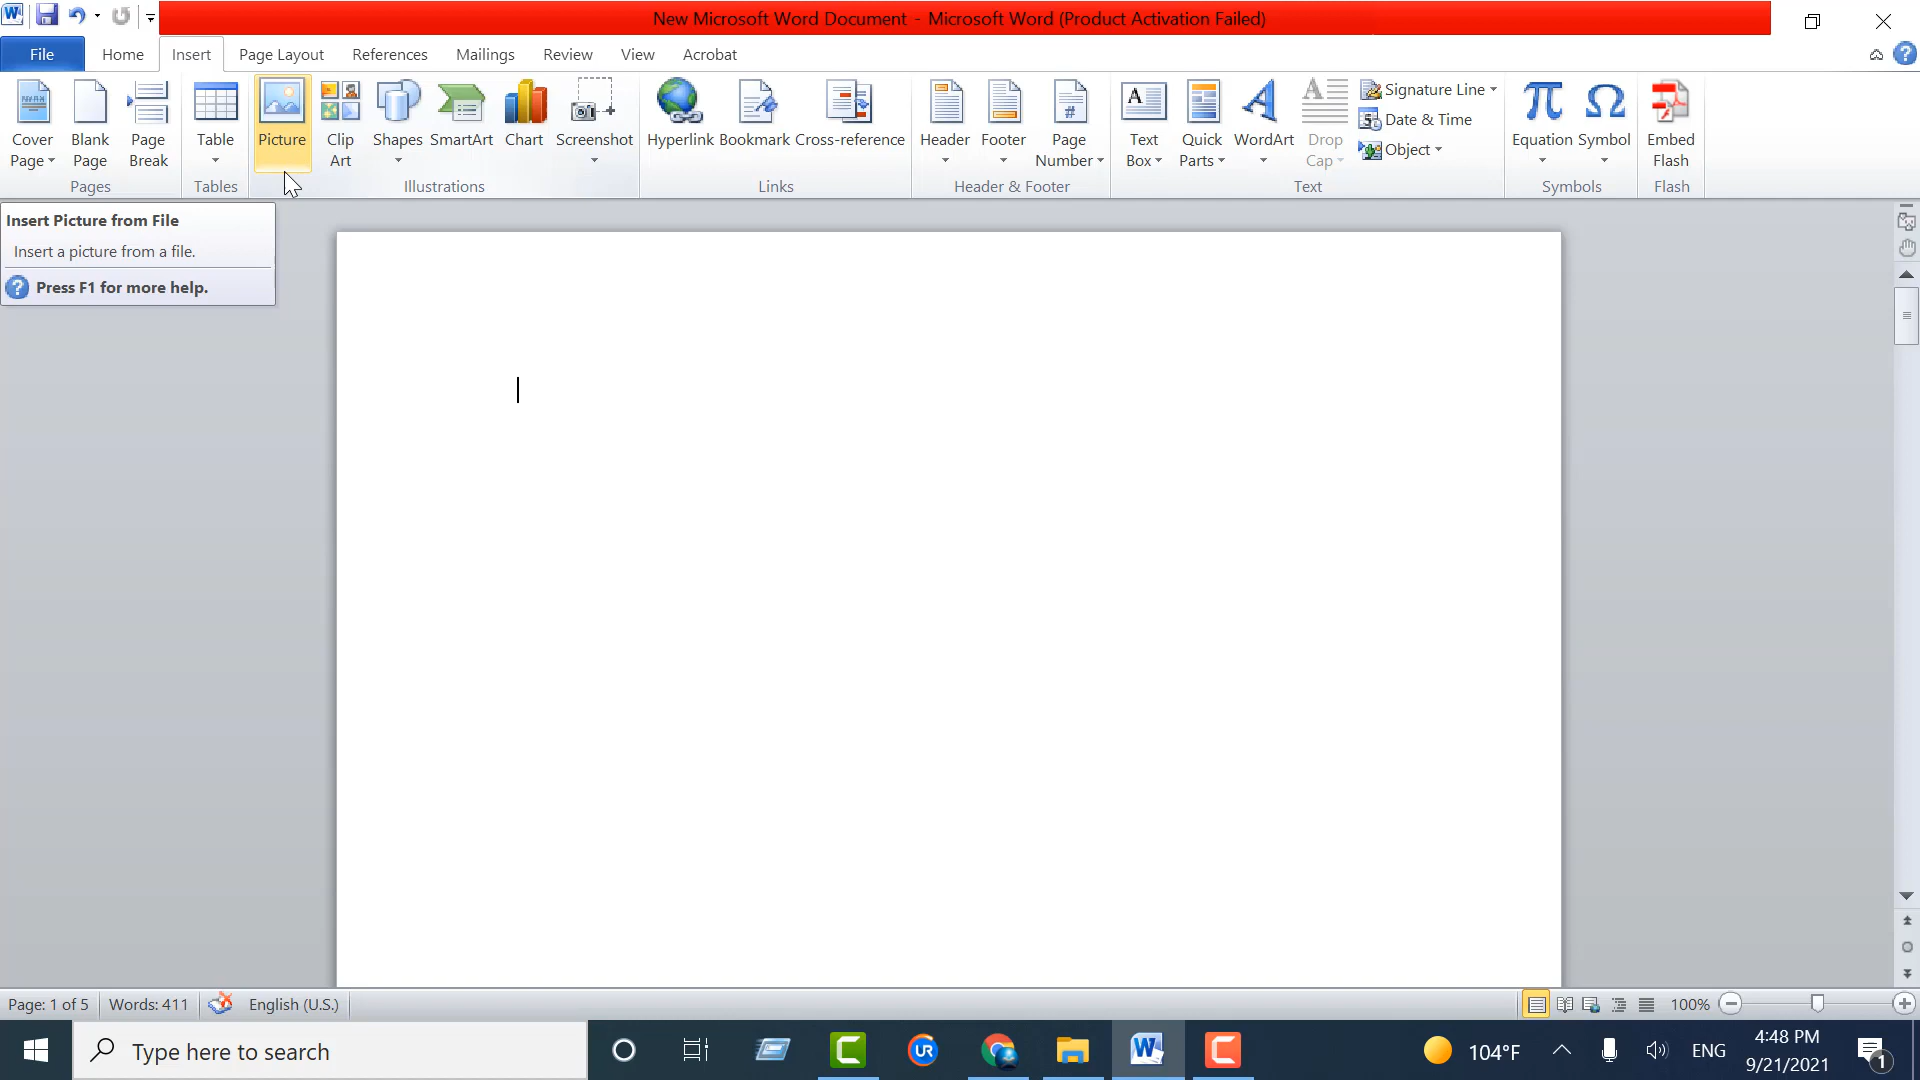 New Microsoft Word Document - Microsoft Word (Product Activation Failed)
File Home Insert Page Layout References Mailings Review View Acrobat
Cover Page
Blank Page
Page Break
Pages
Table
Tables
Picture
Clip Art
Shapes
SmartArt
Chart
Screenshot
Illustrations
Hyperlink
Bookmark
Cross-reference
Links
Header
Footer
Page Number
Header & Footer
Text Box
Quick Parts
WordArt
Drop Cap
Signature Line
Date & Time
Object
Text
Equation
Symbol
Symbols
Embed Flash
Flash
Insert Picture from File
Insert a picture from a file.
Press F1 for more help.
Page: 1 of 5 Words: 411 English (U.S.) 100%
Type here to search
UR
104°F
ENG
4:48 PM
9/21/2021
1